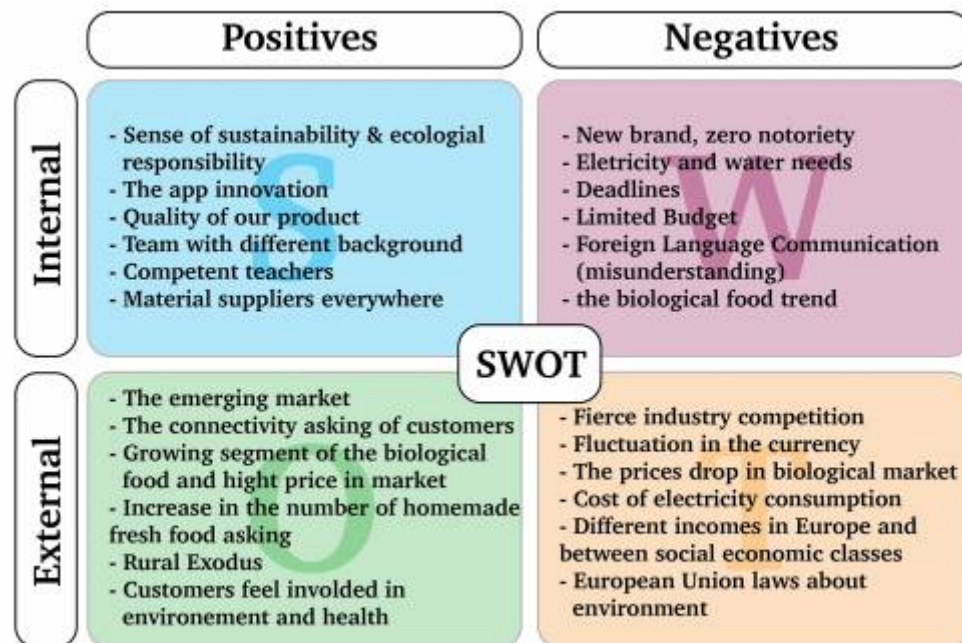 Positives
Negatives
Internal
- Sense of sustainability & ecologial
responsibility
- The app innovation
- Quality of our product
- Team with different background
- Competent teachers
- Material suppliers everywhere
S
- New brand, zero notoriety
- Eletricity and water needs
- Deadlines
- Limited Budget
- Foreign Language Communication
(misunderstanding)
- the biological food trend
W
SWOT
External
- The emerging market
- The connectivity asking of customers
- Growing segment of the biological
food and hight price in market
- Increase in the number of homemade
fresh food asking
- Rural Exodus
- Customers feel involded in
environement and health
O
- Fierce industry competition
- Fluctuation in the currency
- The prices drop in biological market
- Cost of electricity consumption
- Different incomes in Europe and
between social economic classes
- European Union laws about
environment
T